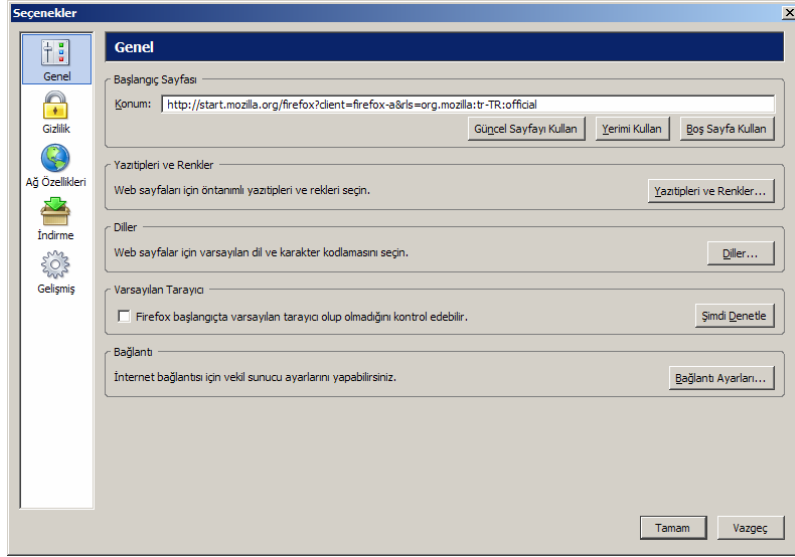 Seçenekler
Genel
Gizlilik
Ağ Özellikleri
İndirme
Gelişmiş
Genel
Başlangıç Sayfası
Konum: http://start.mozilla.org/firefox?client=firefox-a&rls=org.mozilla:tr-TR:official
Güncel Sayfayı Kullan Yerimi Kullan Boş Sayfa Kullan
Yazıtipleri ve Renkler
Web sayfaları için öntanımlı yazıtipleri ve rekleri seçin. Yazıtipleri ve Renkler...
Diller
Web sayfalar için varsayılan dil ve karakter kodlamasını seçin. Diller...
Varsayılan Tarayıcı
Firefox başlangıçta varsayılan tarayıcı olup olmadığını kontrol edebilir. Şimdi Denetle
Bağlantı
İnternet bağlantısı için vekil sunucu ayarlarını yapabilirsiniz. Bağlantı Ayarları...
Tamam Vazgeç